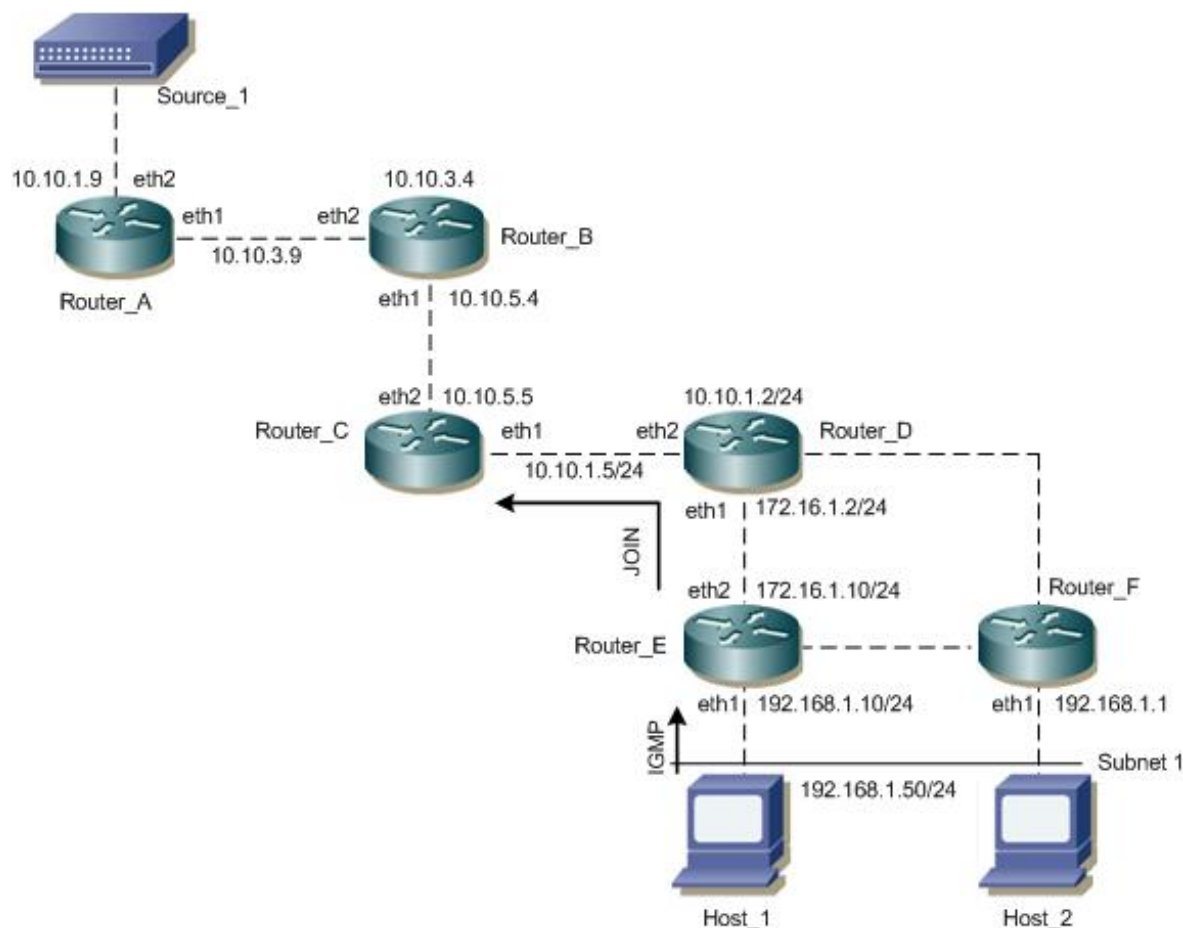 Source_1
10.10.1.9
eth2
10.10.3.4
eth1
eth2
Router_B
10.10.3.9
Router_A
eth1
10.10.5.4
eth2
10.10.5.5
10.10.1.2/24
Router_C
eth1
eth2
Router_D
10.10.1.5/24
eth1
172.16.1.2/24
JOIN
eth2
172.16.1.10/24
Router_F
Router_E
eth1
192.168.1.10/24
eth1
192.168.1.1
IGMP
Subnet 1
192.168.1.50/24
Host_1
Host_2